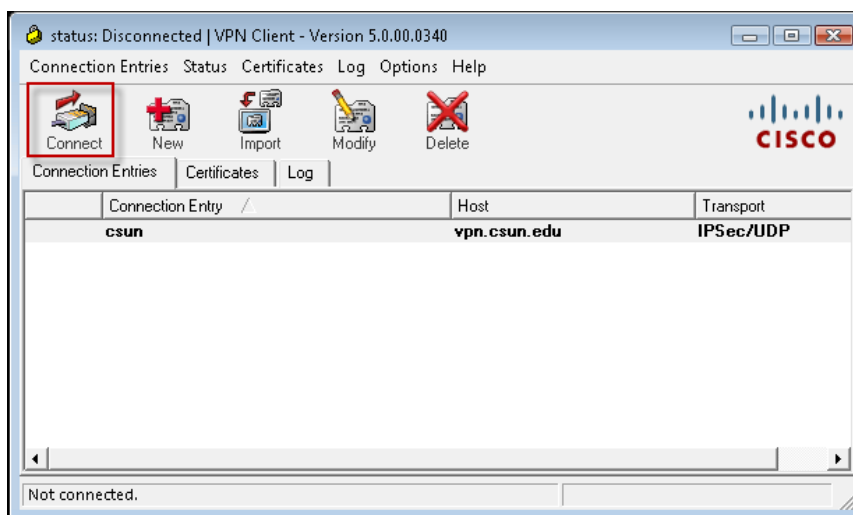 status: Disconnected | VPN Client - Version 5.0.00.0340
Connection Entries Status Certificates Log Options Help
Connect New Import Modify Delete
CISCO
Connection Entries Certificates Log
Connection Entry Host Transport
csun vpn.csun.edu IPSec/UDP
Not connected.